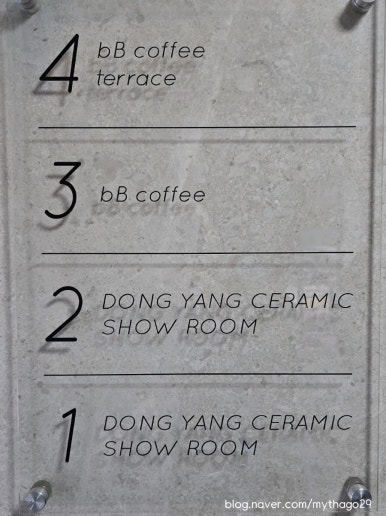 4 bB coffee
terrace
3 bB coffee
2 DONG YANG CERAMIC
SHOW ROOM
1 DONG YANG CERAMIC
SHOW ROOM
blog.naver.com/mythago29